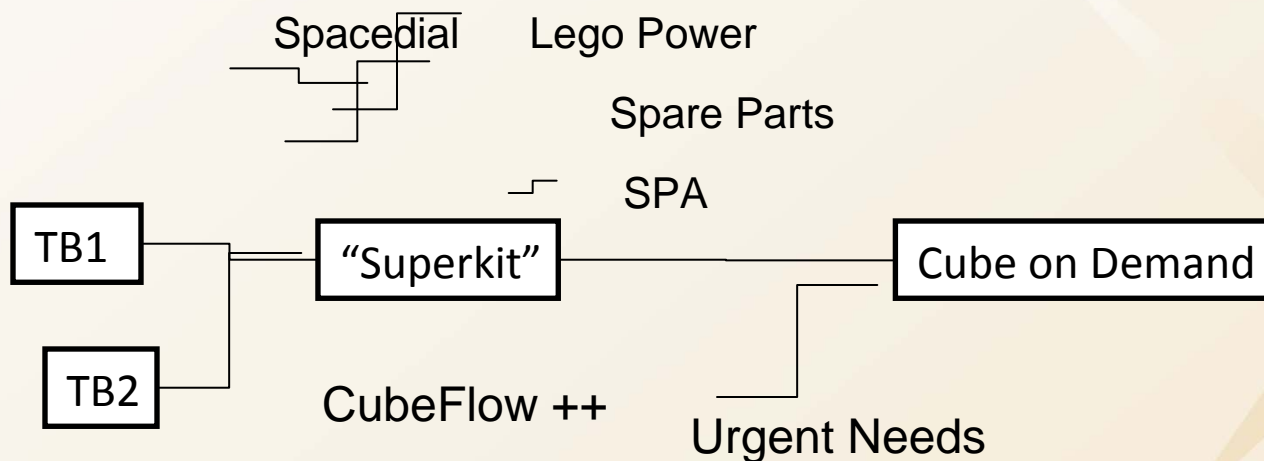 Spacedial
Lego Power
Spare Parts
SPA
TB1
“Superkit”
Cube on Demand
TB2
CubeFlow ++
Urgent Needs